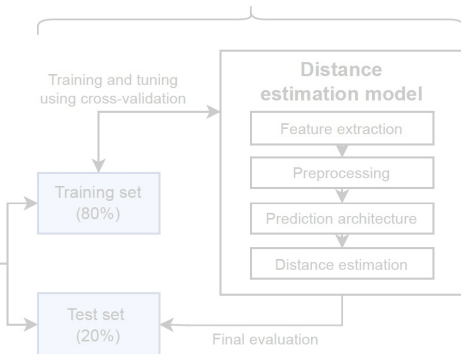 Training and tuning
using cross-validation
Distance
estimation model
Feature extraction
Preprocessing
Training set
(80%)
Prediction architecture
Distance estimation
Test set
(20%)
Final evaluation